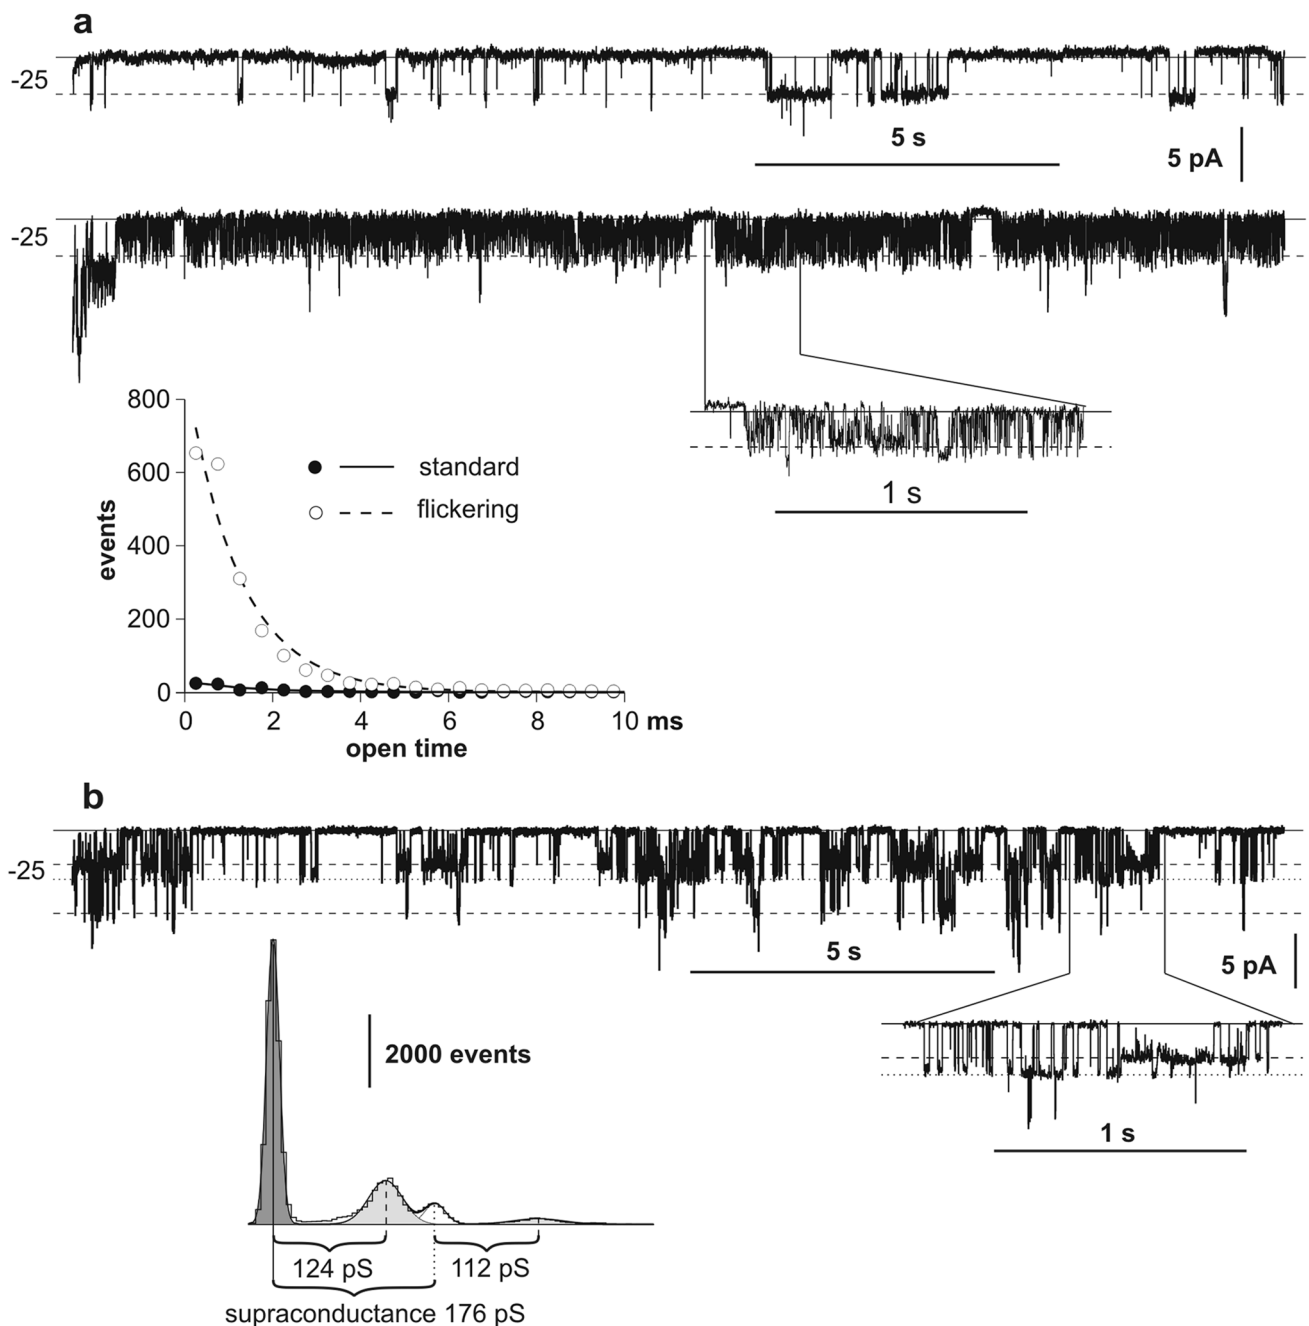 a
-25
5 s
5 pA
-25
1 s
800
600
400
200
0
events
standard
flickering
0 2 4 6 8 10 ms
open time
b
-25
5 s
5 pA
2000 events
1 s
124 pS 112 pS
supraconductance 176 pS